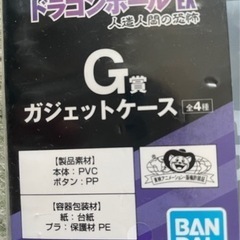 ドラゴンボールEX
人造人間の恐怖
G賞
ガジェットケース 全4種
【製品素材】
本体：PVC
ボタン：PP
【容器包装材】
紙：台紙
プラ：保護材 PE
BAN